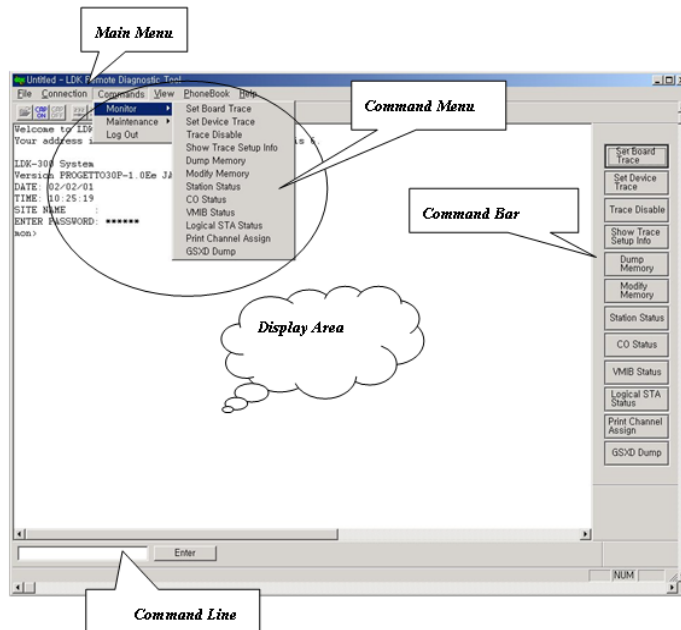 Main Menu
Untitled - LDK Remote Diagnostic Tool
File Connection Commands View PhoneBook Help
CAP ON CAP OFF
Monitor
Maintenance
Log Out
Set Board Trace
Set Device Trace
Trace Disable
Show Trace Setup Info
Dump Memory
Modify Memory
Station Status
CO Status
VMIB Status
Logical STA Status
Print Channel Assign
GSXD Dump
Command Menu
Welcome to LDK
Your address i s 6.
LDK-300 System
Version PROGETTO30P-1.0Ee JA
DATE: 02/02/01
TIME: 10:25:19
SITE NAME :
ENTER PASSWORD: ******
mon>
Command Bar
Display Area
Set Board
Trace
Set Device
Trace
Trace Disable
Show Trace
Setup Info
Dump
Memory
Modify
Memory
Station Status
CO Status
VMIB Status
Logical STA
Status
Print Channel
Assign
GSXD Dump
Enter
NUM
Command Line